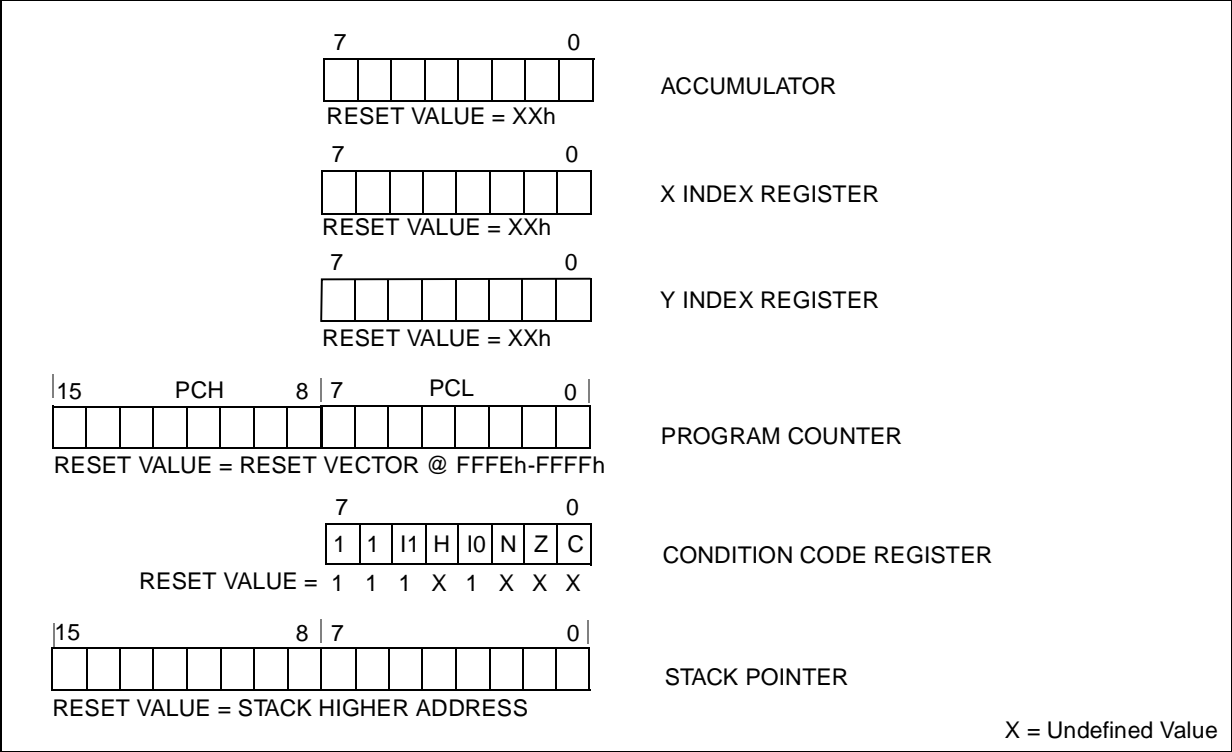 7 0
ACCUMULATOR
RESET VALUE = XXh
7 0
X INDEX REGISTER
RESET VALUE = XXh
7 0
Y INDEX REGISTER
RESET VALUE = XXh
15 PCH 8 7 PCL 0
PROGRAM COUNTER
RESET VALUE = RESET VECTOR @ FFFEh-FFFFh
7 0
1 1 I1 H I0 N Z C
CONDITION CODE REGISTER
RESET VALUE = 1 1 1 X 1 X X X
15 8 7 0
STACK POINTER
RESET VALUE = STACK HIGHER ADDRESS
X = Undefined Value